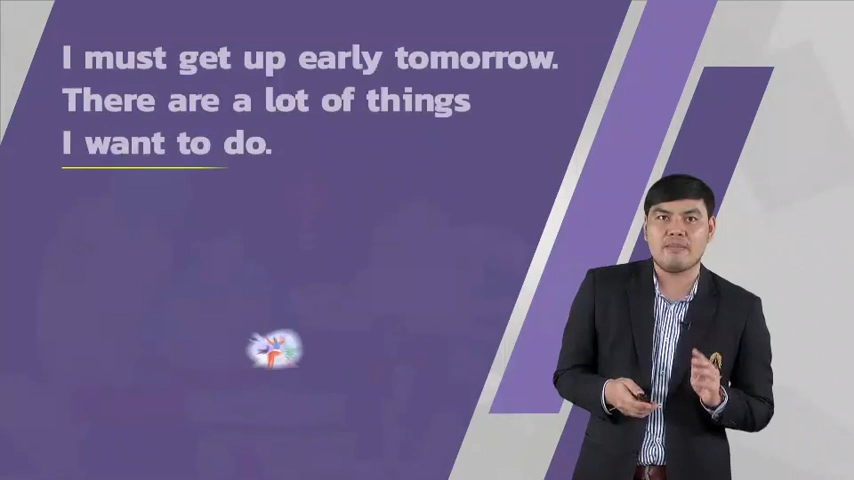 I must get up early tomorrow.
There are a lot of things
I want to do.